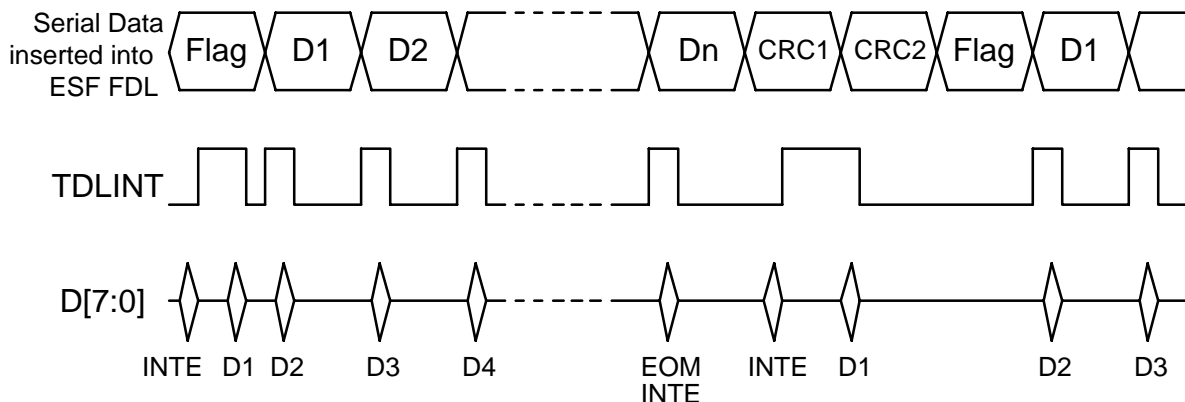 Serial Data
inserted into
ESF FDL
Flag D1 D2 Dn CRC1 CRC2 Flag D1
TDLINT
D[7:0]
INTE D1 D2 D3 D4 EOM INTE D1 D2 D3
INTE